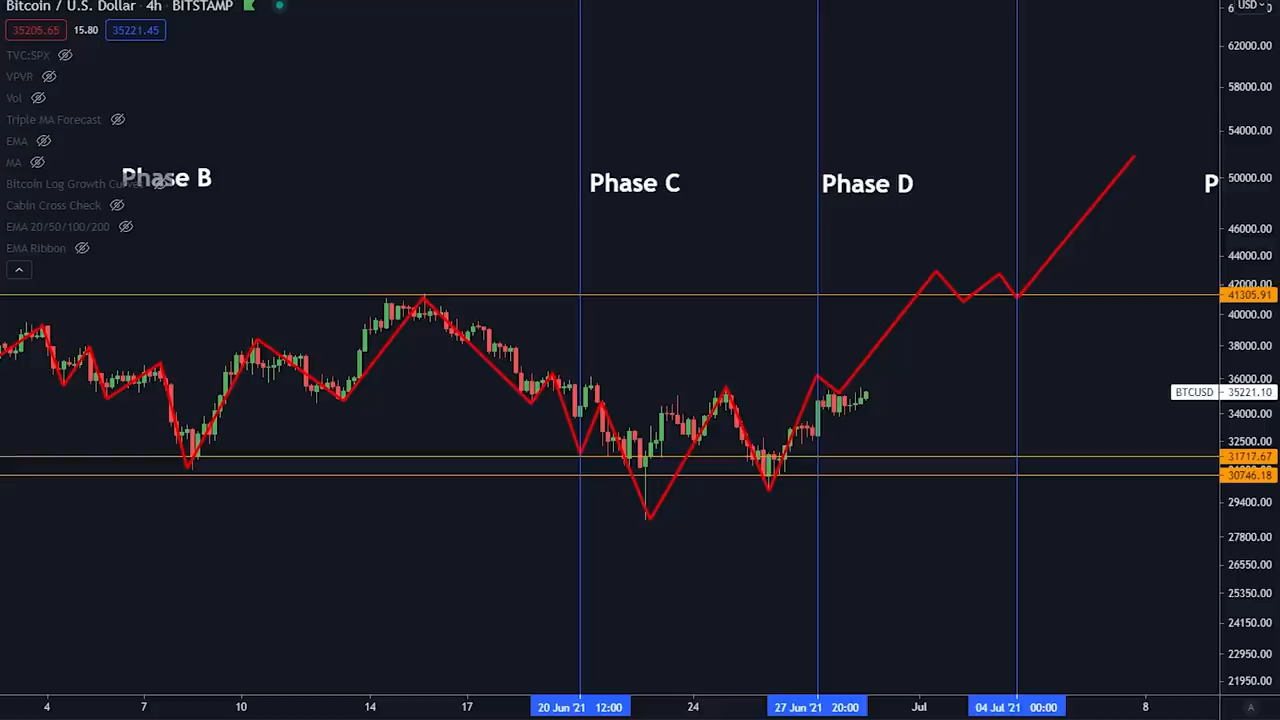 Bitcoin / U.S. Dollar · 4h · BITSTAMP
35205.65 15.80 35221.45
TVC:SPX
VPVR
Vol
Triple MA Forecast
EMA
MA
Bitcoin Log Growth Curves
Cabin Cross Check
EMA 20/50/100/200
EMA Ribbon
Phase B
Phase C
Phase D
P
USD
62000.00
58000.00
54000.00
50000.00
46000.00
44000.00
42000.00
41305.91
40000.00
38000.00
36000.00
BTCUSD 35221.10
34000.00
32500.00
31717.67
30746.18
29400.00
27800.00
26550.00
25350.00
24150.00
22950.00
21950.00
4 7 10 14 17 20 Jun '21 12:00 24 27 Jun '21 20:00 Jul 04 Jul '21 00:00 8 A